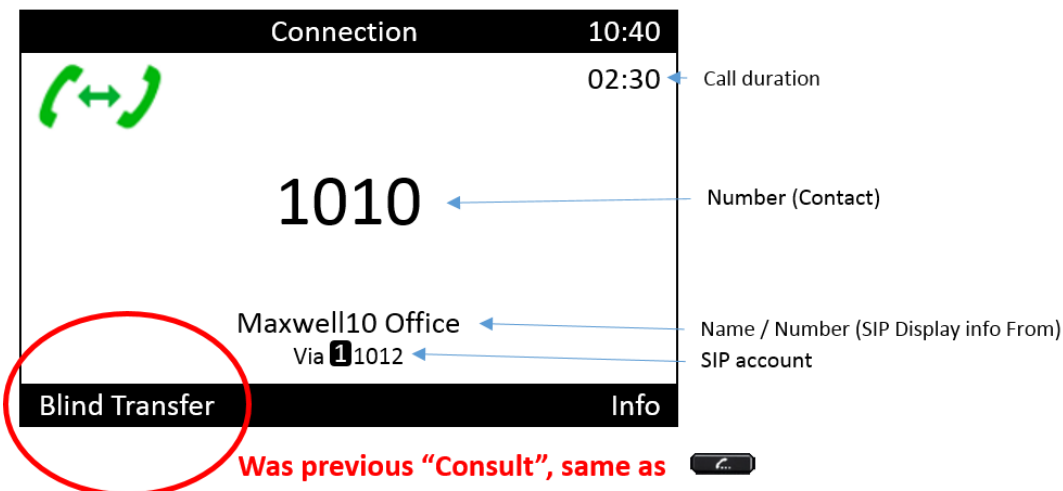 Connection 10:40
02:30 Call duration
1010 Number (Contact)
Maxwell10 Office Name / Number (SIP Display info From)
Via 1 1012 SIP account
Blind Transfer Info
Was previous “Consult”, same as